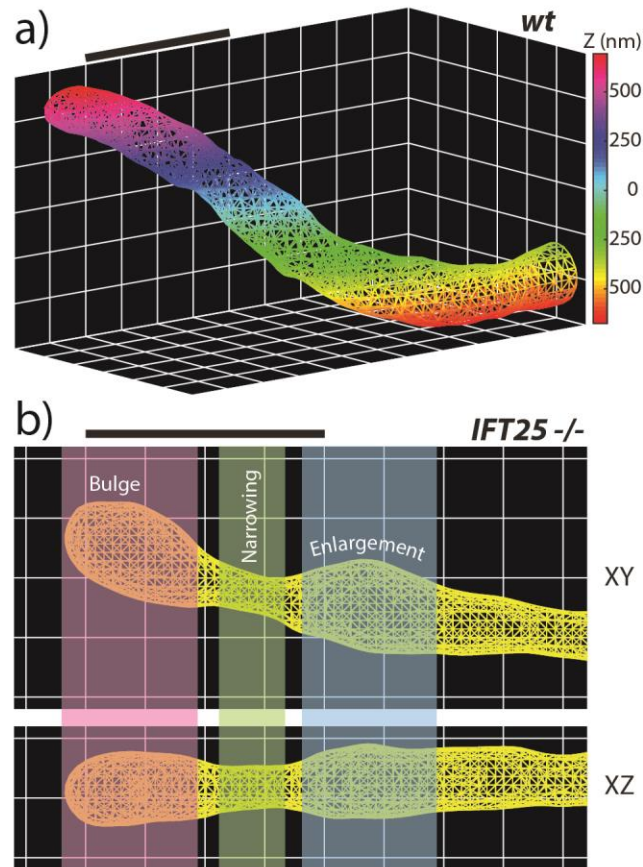 a)
wt
Z (nm)
500
250
0
250
500
b)
IFT25 -/-
Bulge
Narrowing
Enlargement
XY
XZ